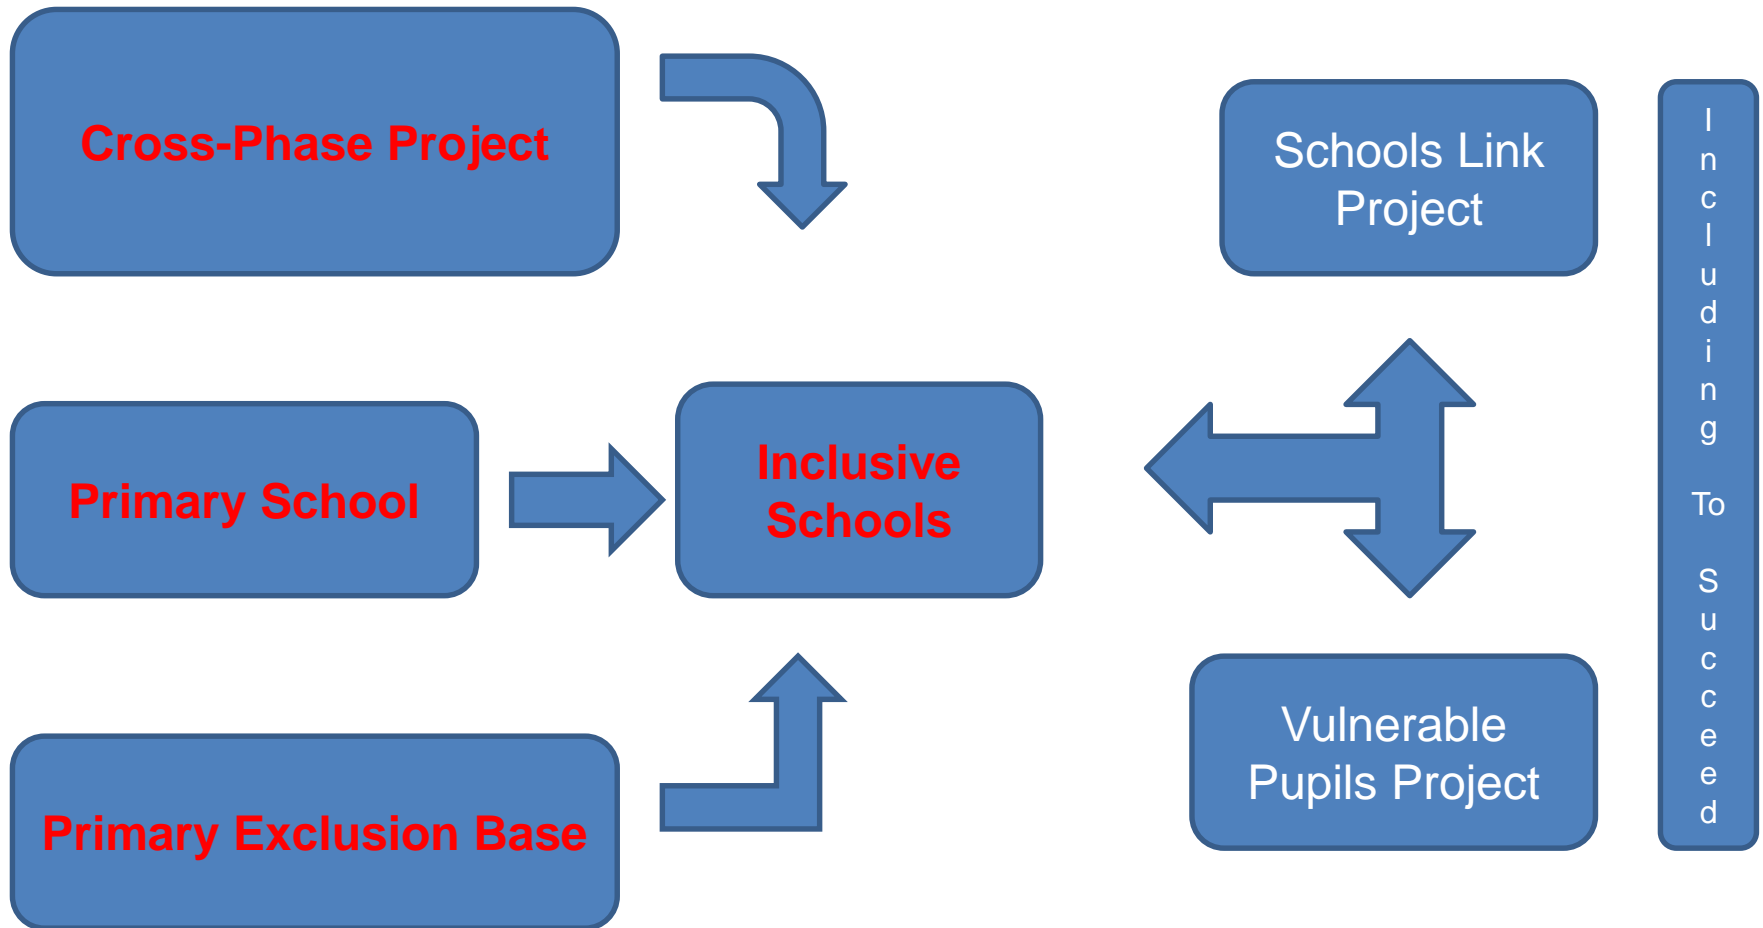 Cross-Phase Project
Schools Link
Project
Primary School
Inclusive
Schools
Primary Exclusion Base
Vulnerable
Pupils Project
I
n
c
l
u
d
i
n
g
To
S
u
c
c
e
e
d